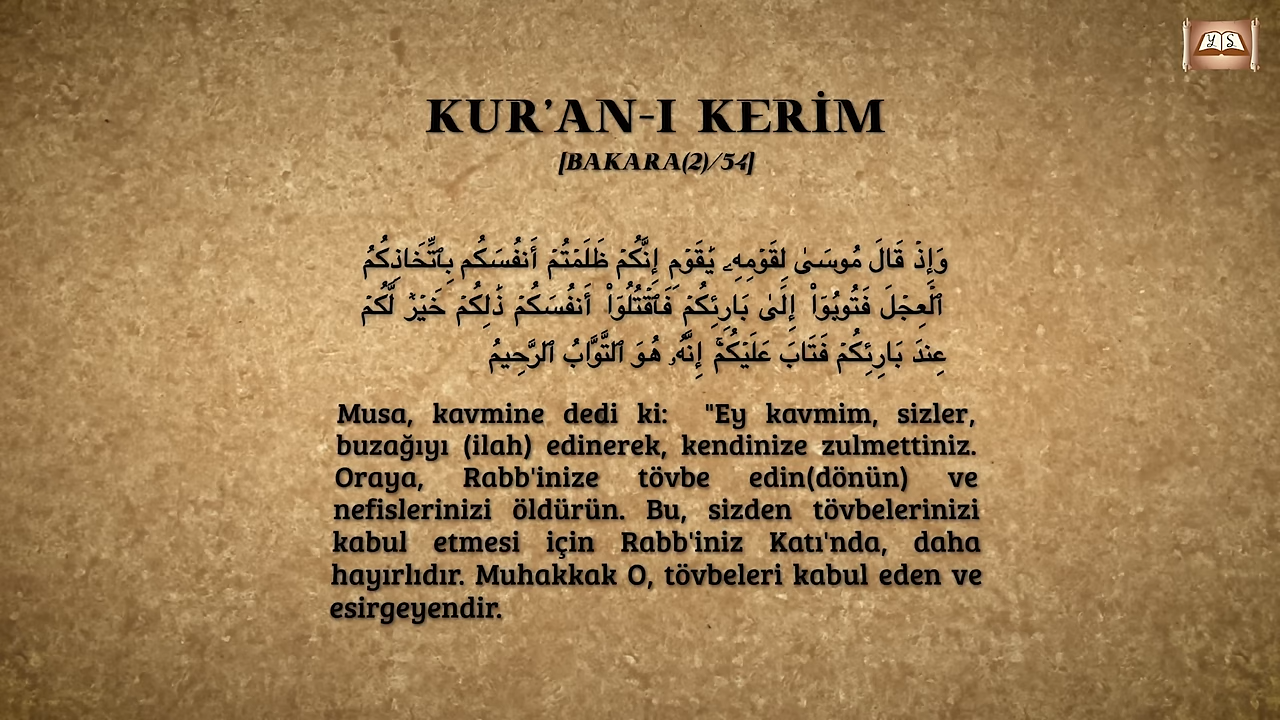 Y S
KUR'AN-I KERİM
[BAKARA(2)/54]
وَإِذۡ قَالَ مُوسَىٰ لِقَوۡمِهِۦ يَٰقَوۡمِ إِنَّكُمۡ ظَلَمۡتُمۡ أَنفُسَكُم بِٱتِّخَاذِكُمُ
ٱلۡعِجۡلَ فَتُوبُوٓاْ إِلَىٰ بَارِئِكُمۡ فَٱقۡتُلُوٓاْ أَنفُسَكُمۡ ذَٰلِكُمۡ خَيۡرٞ لَّكُمۡ
عِندَ بَارِئِكُمۡ فَتَابَ عَلَيۡكُمۡۚ إِنَّهُۥ هُوَ ٱلتَّوَّابُ ٱلرَّحِيمُ
Musa, kavmine dedi ki: "Ey kavmim, sizler,
buzağıyı (ilah) edinerek, kendinize zulmettiniz.
Oraya, Rabb'inize tövbe edin(dönün) ve
nefislerinizi öldürün. Bu, sizden tövbelerinizi
kabul etmesi için Rabb'iniz Katı'nda, daha
hayırlıdır. Muhakkak O, tövbeleri kabul eden ve
esirgeyendir.